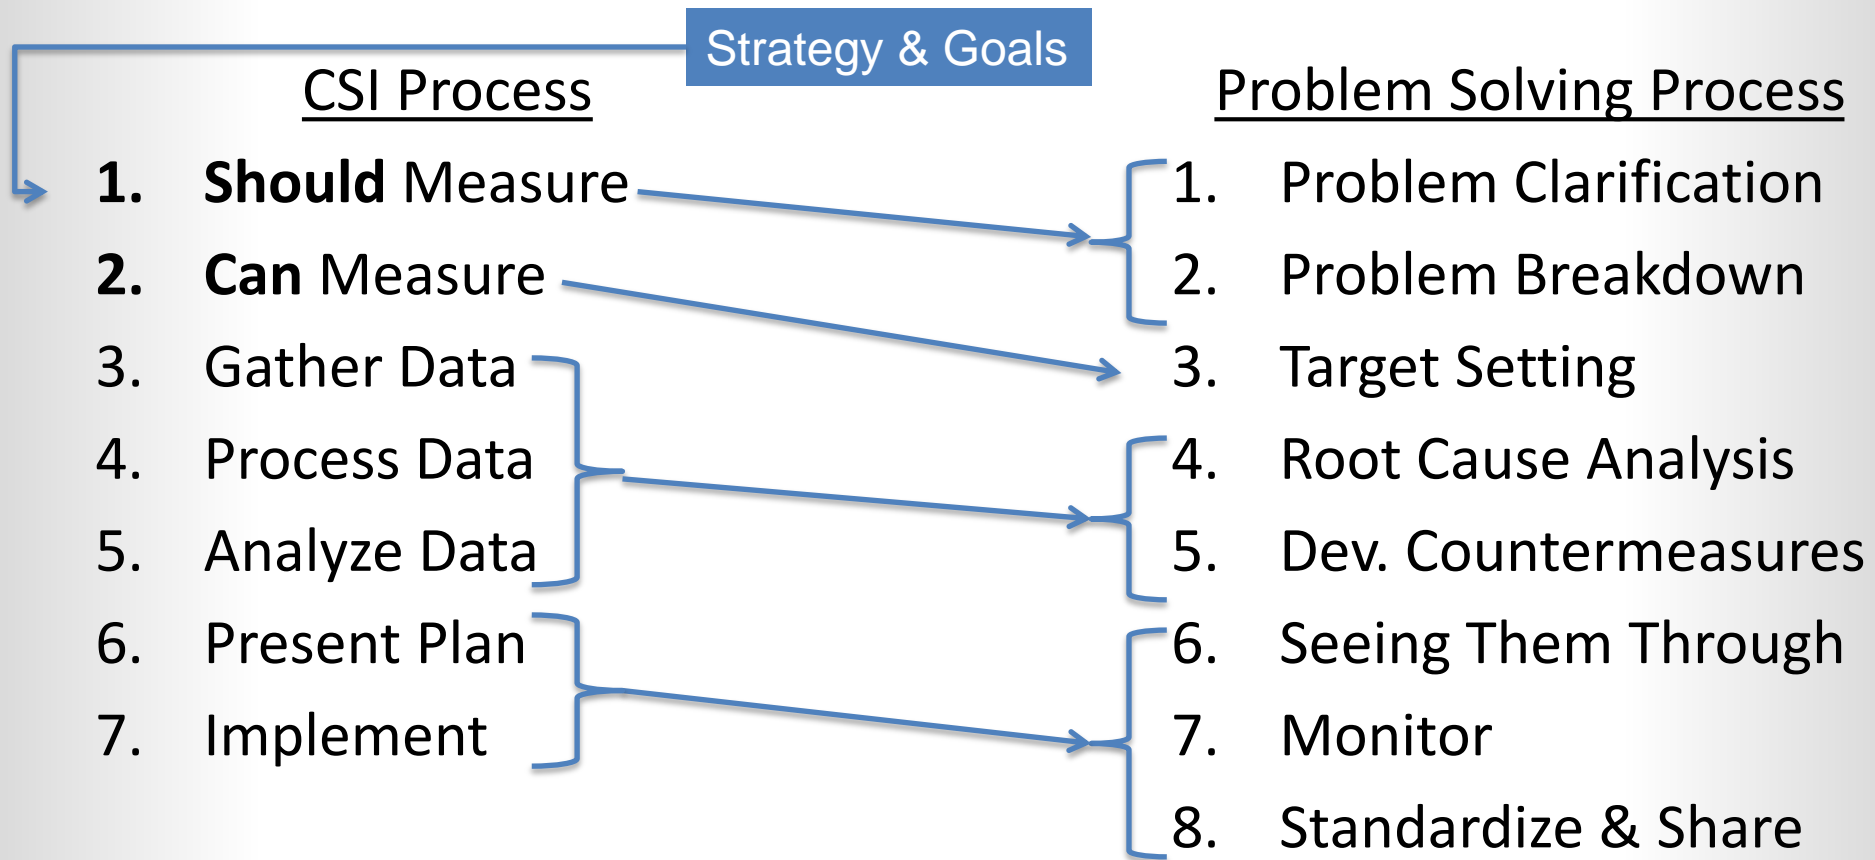 Strategy & Goals
CSI Process
1. Should Measure
2. Can Measure
3. Gather Data
4. Process Data
5. Analyze Data
6. Present Plan
7. Implement
Problem Solving Process
1. Problem Clarification
2. Problem Breakdown
3. Target Setting
4. Root Cause Analysis
5. Dev. Countermeasures
6. Seeing Them Through
7. Monitor
8. Standardize & Share